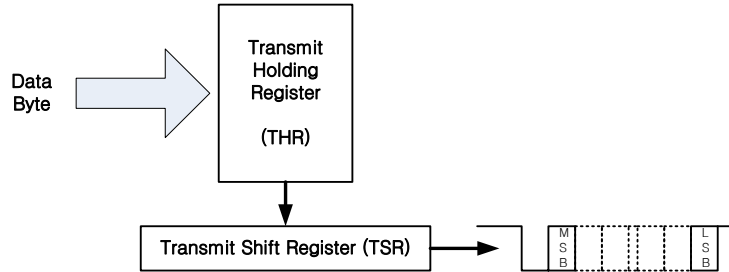 Transmit
Holding
Register
(THR)
Data
Byte
Transmit Shift Register (TSR)
M
S
B
L
S
B